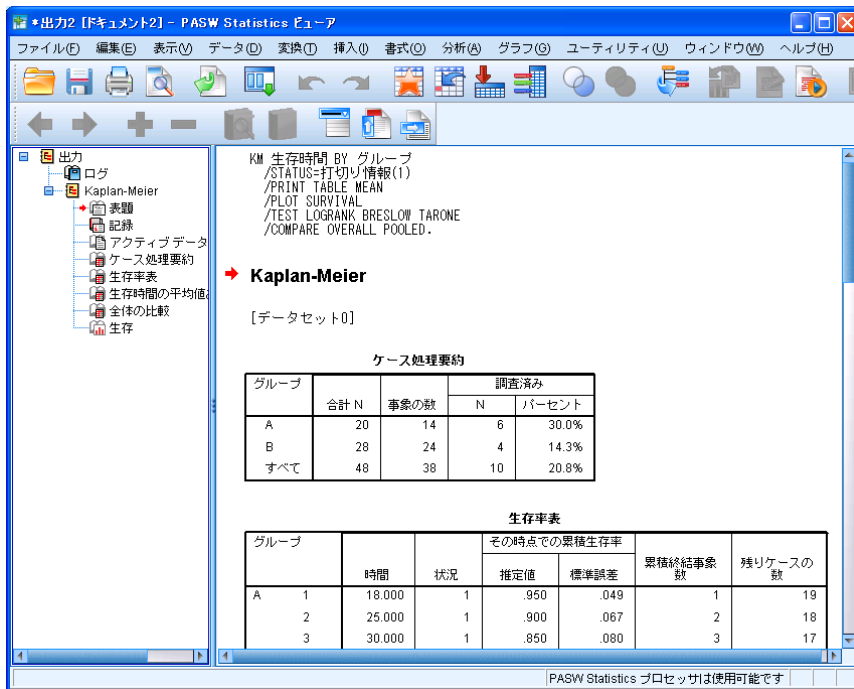 *出力2 [ドキュメント2] - PASW Statistics ビューア
ファイル(F) 編集(E) 表示(V) データ(D) 変換(T) 挿入(I) 書式(O) 分析(A) グラフ(G) ユーティリティ(U) ウィンドウ(W) ヘルプ(H)
出力
ログ
Kaplan-Meier
表題
記録
アクティブ データ
ケース処理要約
生存率表
生存時間の平均値
全体の比較
生存
KM 生存時間 BY グループ
/STATUS=打切り情報(1)
/PRINT TABLE MEAN
/PLOT SURVIVAL
/TEST LOGRANK BRESLOW TARONE
/COMPARE OVERALL POOLED.
Kaplan-Meier
[データセット0]
ケース処理要約
グループ 調査済み
合計 N 事象の数 N パーセント
A 20 14 6 30.0%
B 28 24 4 14.3%
すべて 48 38 10 20.8%
生存率表
グループ その時点での累積生存率
時間 状況 推定値 標準誤差 累積終結事象数 残りケースの数
A 1 18.000 1 .950 .049 1 19
2 25.000 1 .900 .067 2 18
3 30.000 1 .850 .080 3 17
PASW Statistics プロセッサは使用可能です